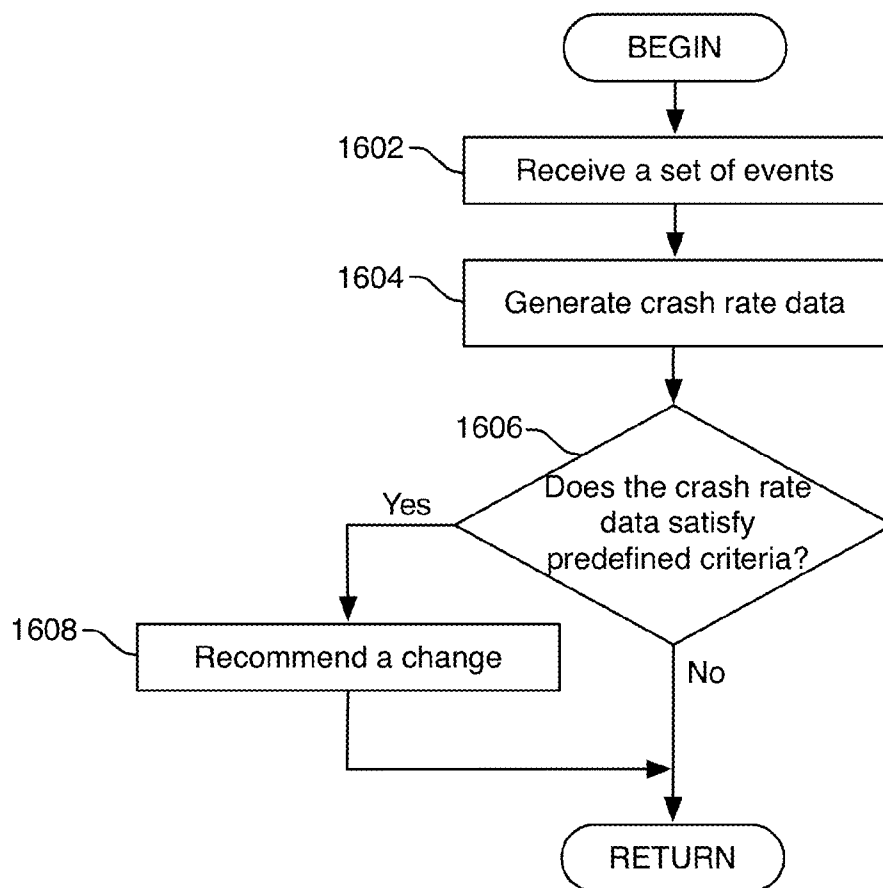 BEGIN
1602
Receive a set of events
1604
Generate crash rate data
1606
Does the crash rate
data satisfy
predefined criteria?
Yes
No
1608
Recommend a change
RETURN